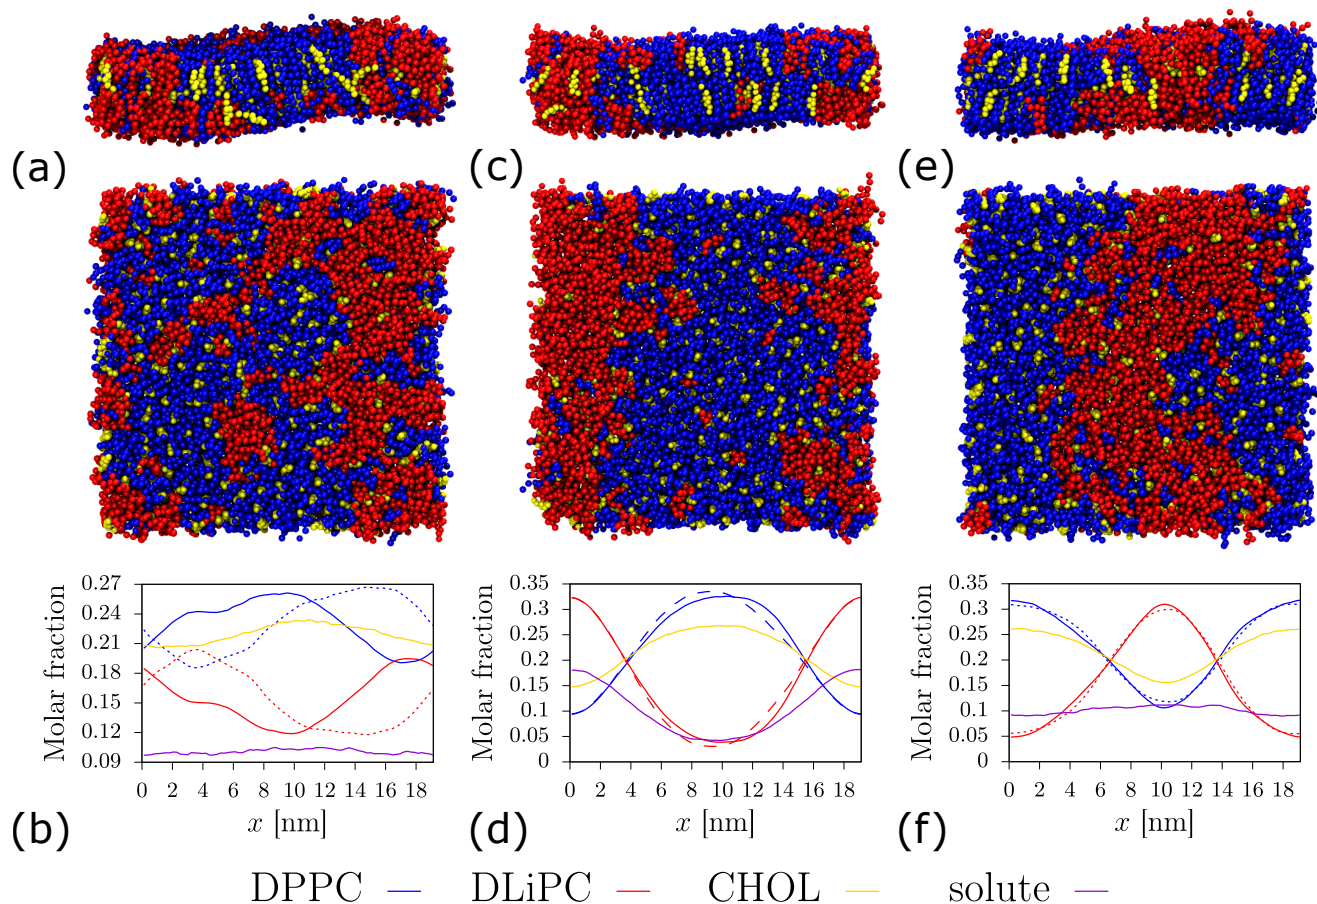 (a)
(c)
(e)
Molar fraction
0.27
0.24
0.21
0.18
0.15
0.12
0.09
0 2 4 6 8 10 12 14 16 18
x [nm]
(b)
Molar fraction
0.35
0.3
0.25
0.2
0.15
0.1
0.05
0
0 2 4 6 8 10 12 14 16 18
x [nm]
(d)
Molar fraction
0.35
0.3
0.25
0.2
0.15
0.1
0.05
0
0 2 4 6 8 10 12 14 16 18
x [nm]
(f)
DPPC DLiPC CHOL solute